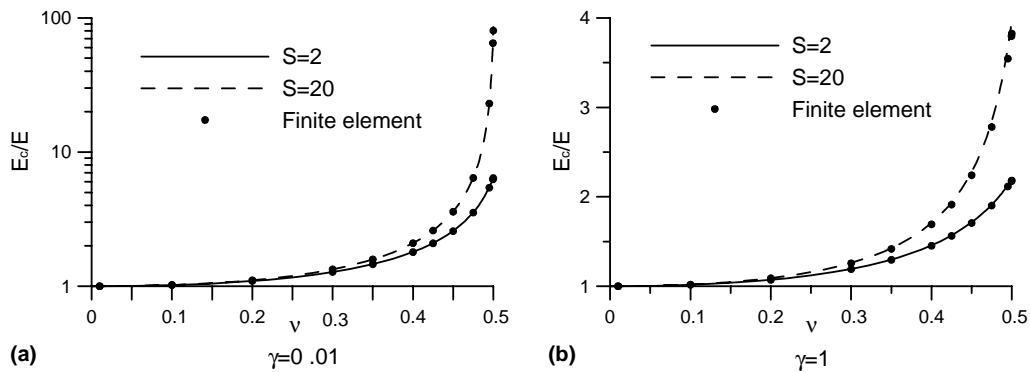 100
10
1
E_c/E
S=2
S=20
Finite element
0 0.1 0.2 0.3 0.4 0.5
ν
(a)
γ=0 .01
4
3
2
1
E_c/E
S=2
S=20
Finite element
0 0.1 0.2 0.3 0.4 0.5
ν
(b)
γ=1